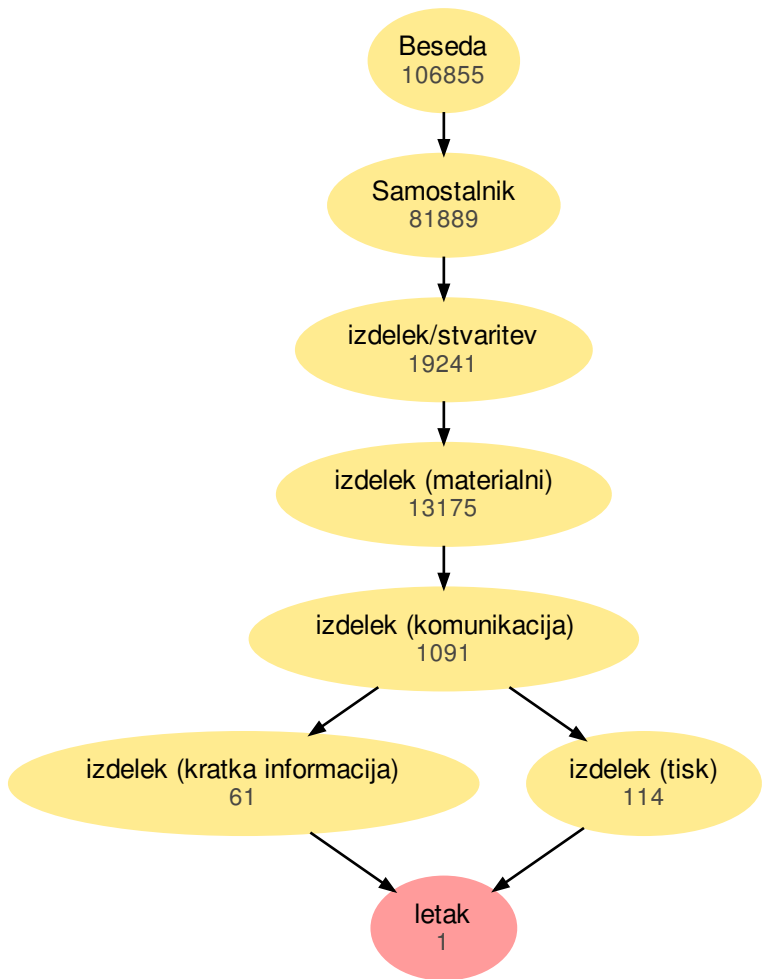 Beseda
106855
Samostalnik
81889
izdelek/stvaritev
19241
izdelek (materialni)
13175
izdelek (komunikacija)
1091
izdelek (kratka informacija)
61
izdelek (tisk)
114
letak
1